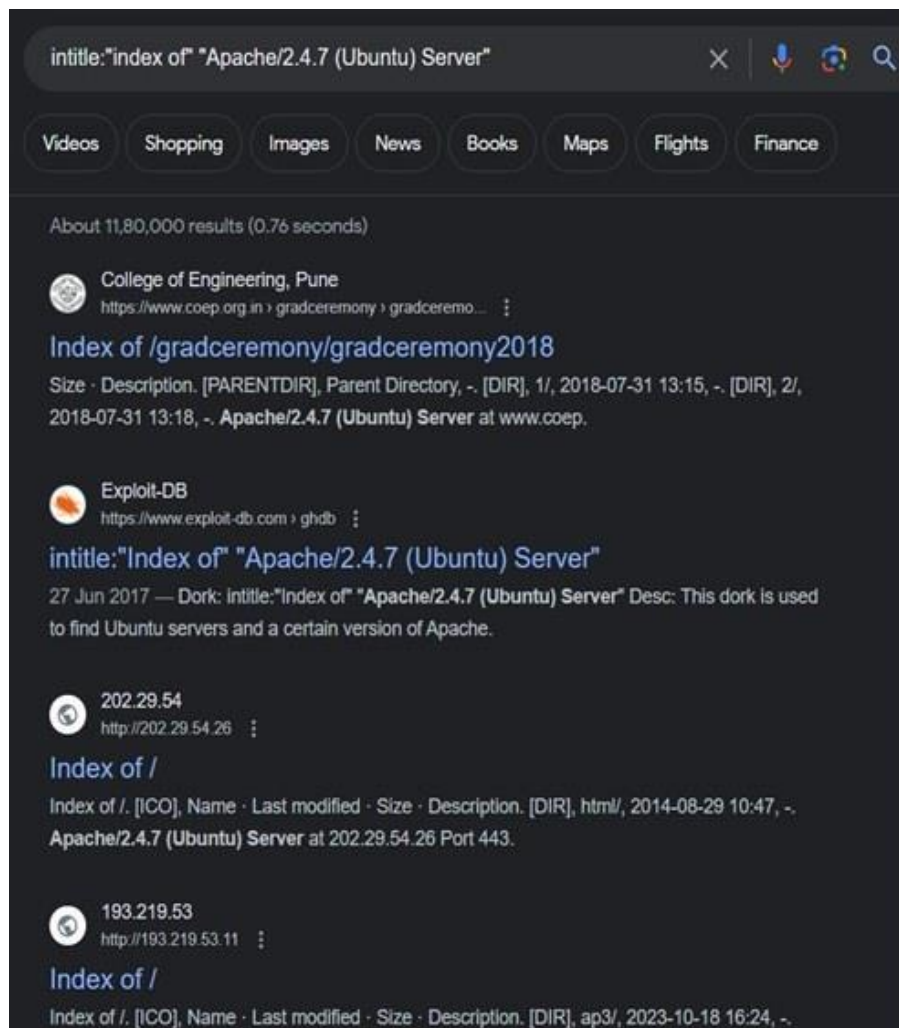 intitle:"index of" "Apache/2.4.7 (Ubuntu) Server"
Videos Shopping Images News Books Maps Flights Finance
About 11,80,000 results (0.76 seconds)
College of Engineering, Pune
https://www.coep.org.in › gradceremony › gradceremo...
Index of /gradceremony/gradceremony2018
Size · Description. [PARENTDIR], Parent Directory, -. [DIR], 1/, 2018-07-31 13:15, -. [DIR], 2/,
2018-07-31 13:18, -. Apache/2.4.7 (Ubuntu) Server at www.coep.
Exploit-DB
https://www.exploit-db.com › ghdb
intitle:"Index of" "Apache/2.4.7 (Ubuntu) Server"
27 Jun 2017 — Dork: intitle:"Index of" "Apache/2.4.7 (Ubuntu) Server" Desc: This dork is used
to find Ubuntu servers and a certain version of Apache.
202.29.54
http://202.29.54.26
Index of /
Index of /. [ICO], Name · Last modified · Size · Description. [DIR], html/, 2014-08-29 10:47, -.
Apache/2.4.7 (Ubuntu) Server at 202.29.54.26 Port 443.
193.219.53
http://193.219.53.11
Index of /
Index of /. [ICO], Name · Last modified · Size · Description. [DIR], ap3/, 2023-10-18 16:24, -.